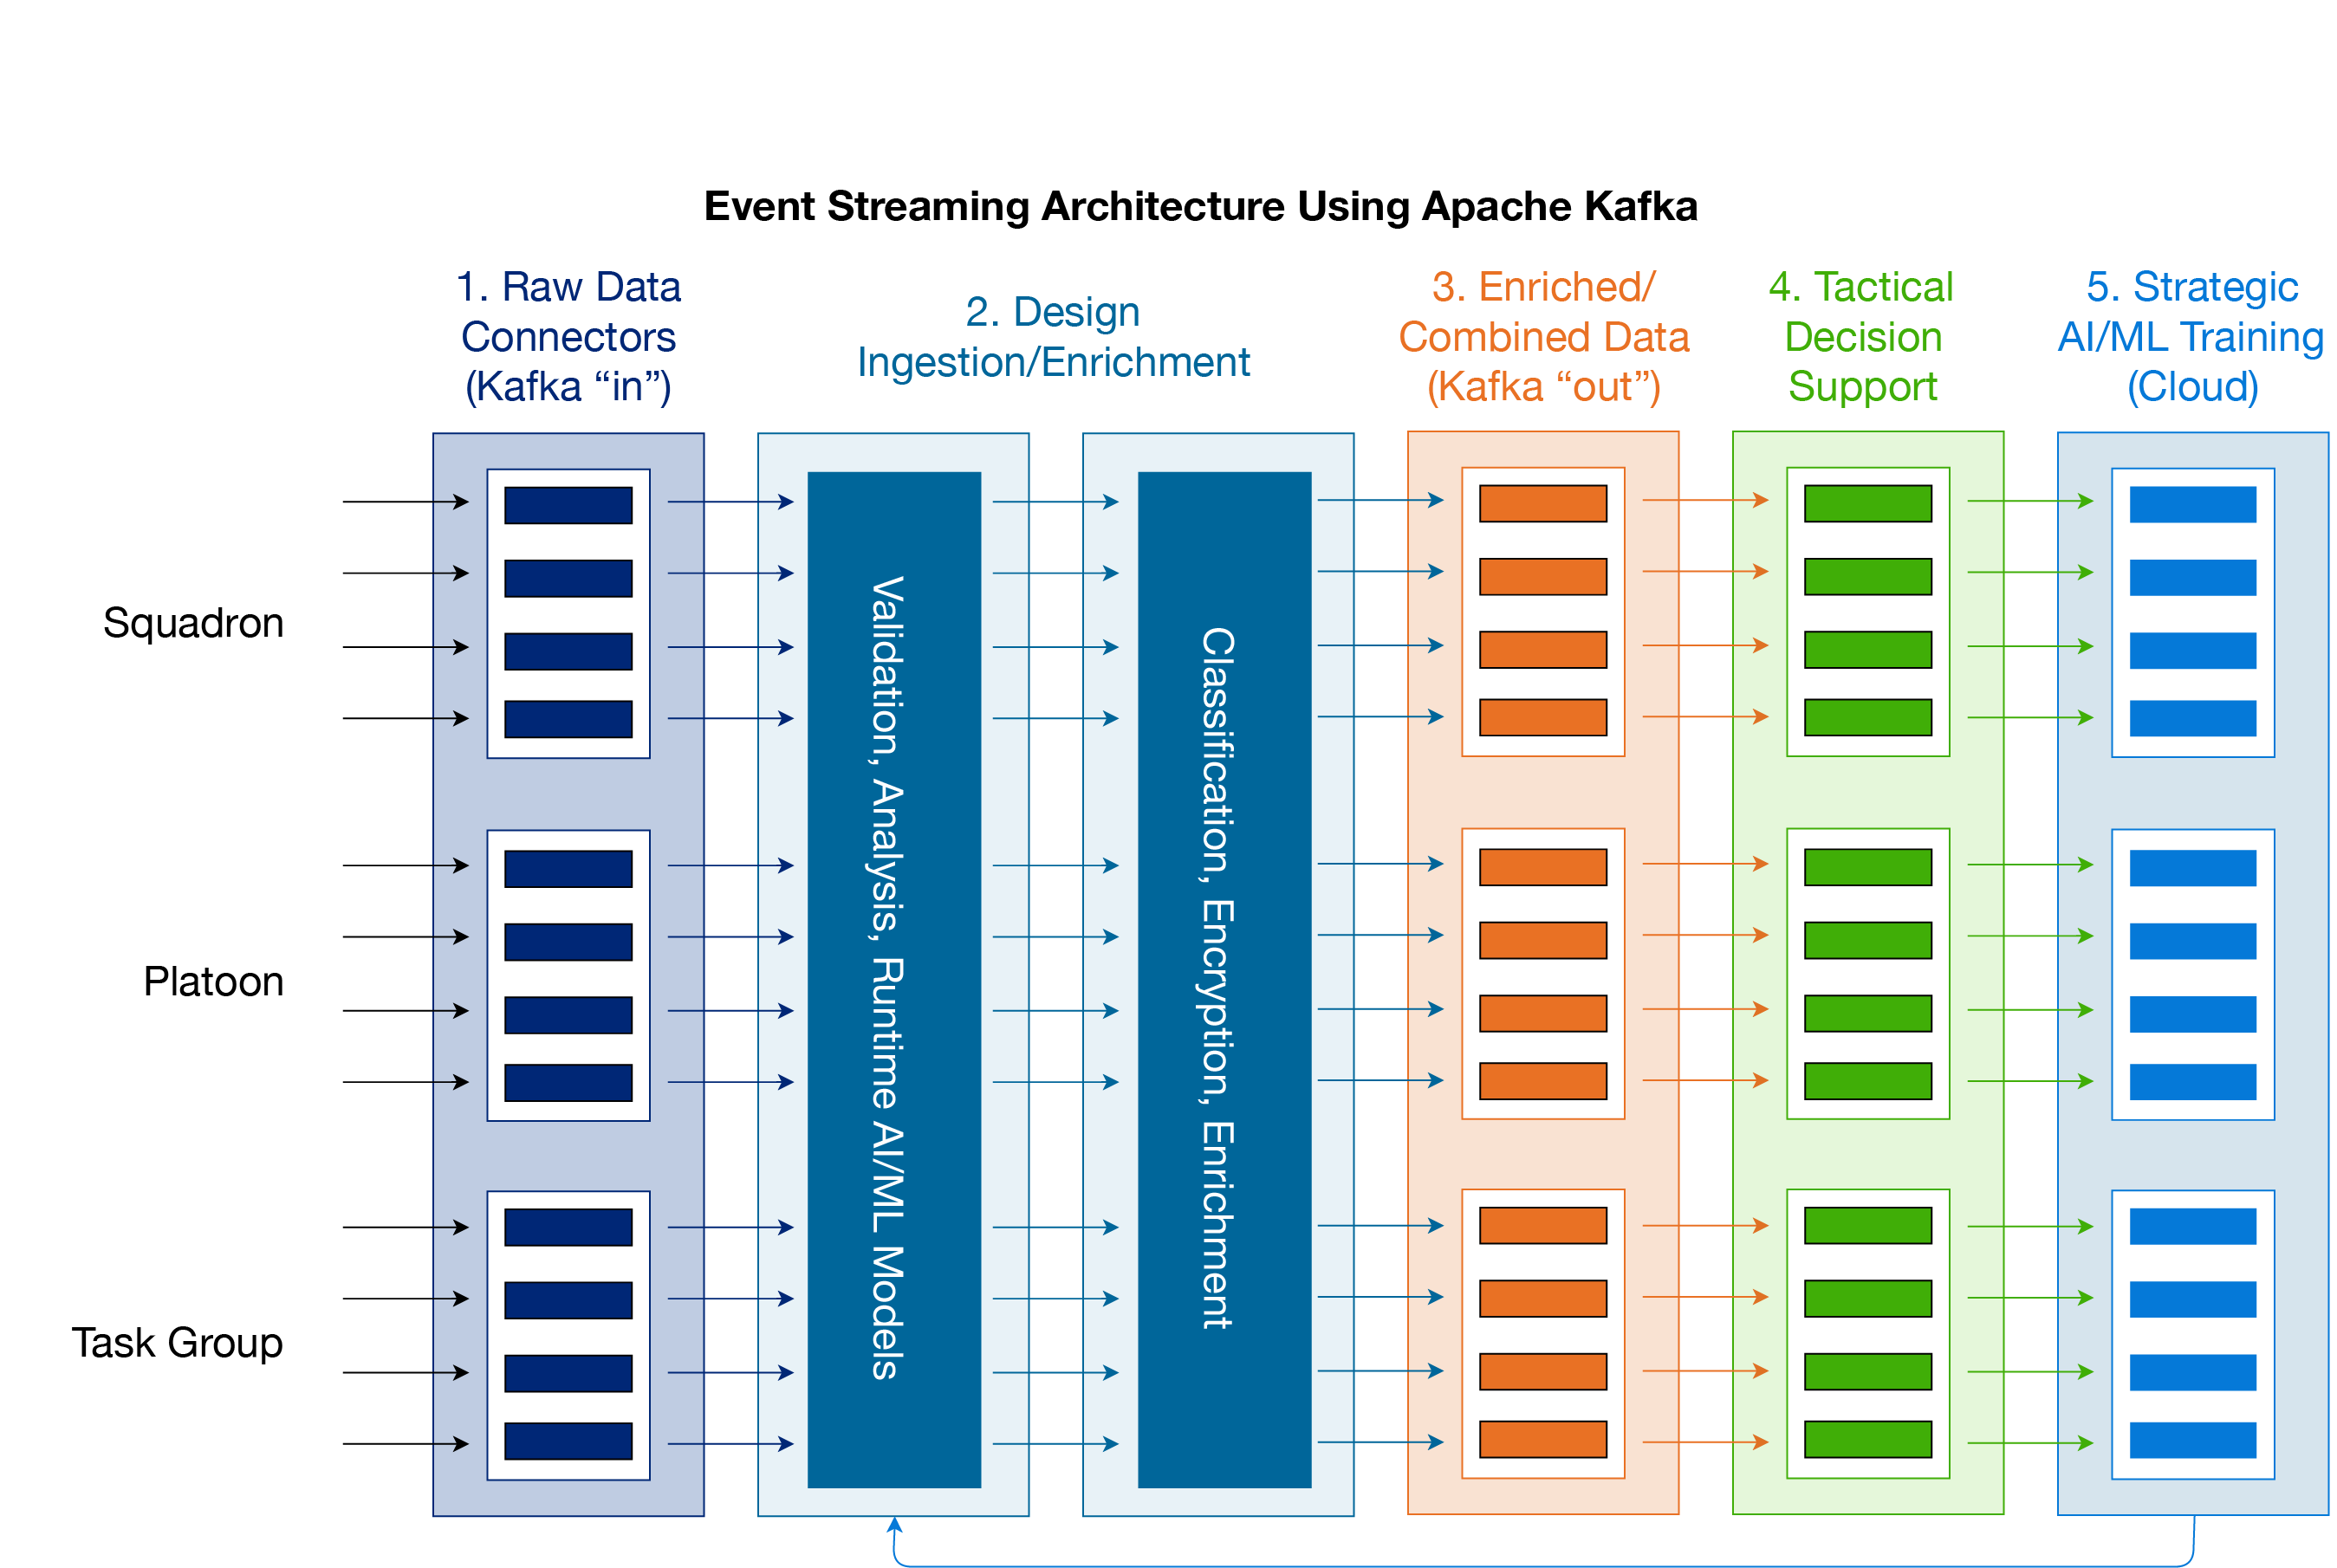 Event Streaming Architecture Using Apache Kafka
1. Raw Data
Connectors
(Kafka “in”)
2. Design
Ingestion/Enrichment
3. Enriched/
Combined Data
(Kafka “out”)
4. Tactical
Decision
Support
5. Strategic
AI/ML Training
(Cloud)
Squadron
Platoon
Task Group
Validation, Analysis, Runtime AI/ML Models
Classification, Encryption, Enrichment